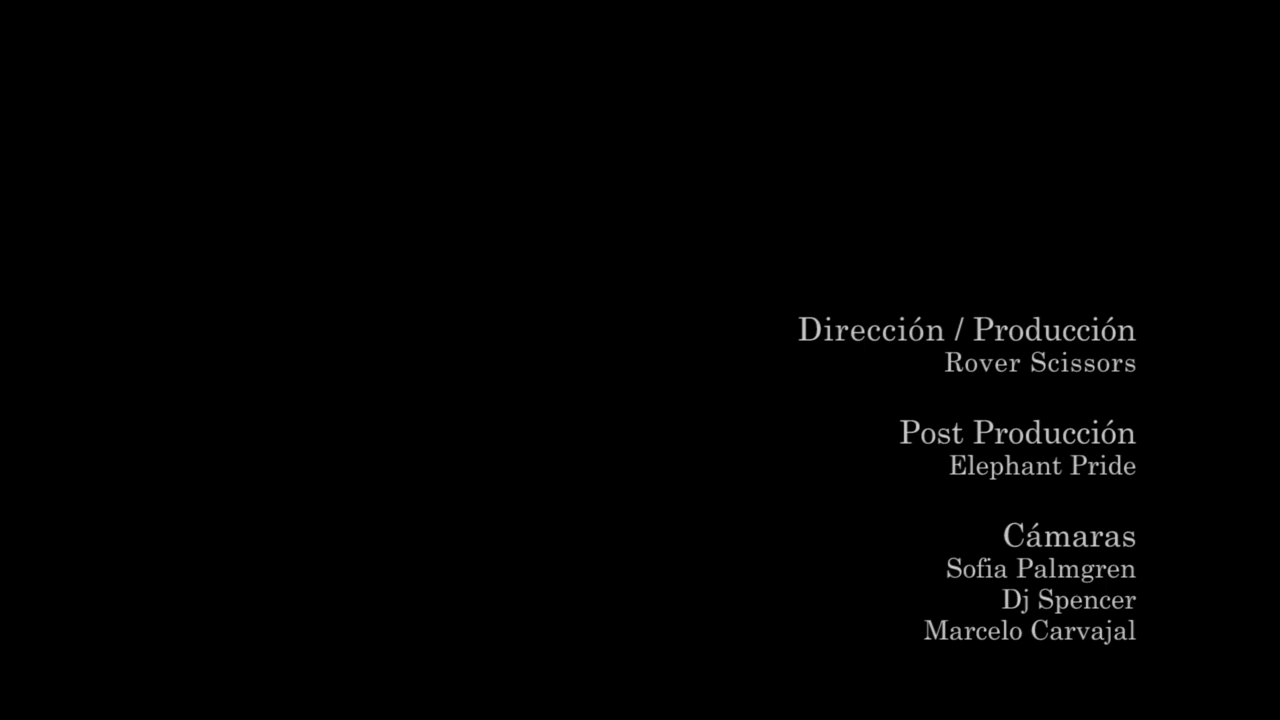 Dirección / Producción
Rover Scissors
Post Producción
Elephant Pride
Cámaras
Sofia Palmgren
Dj Spencer
Marcelo Carvajal